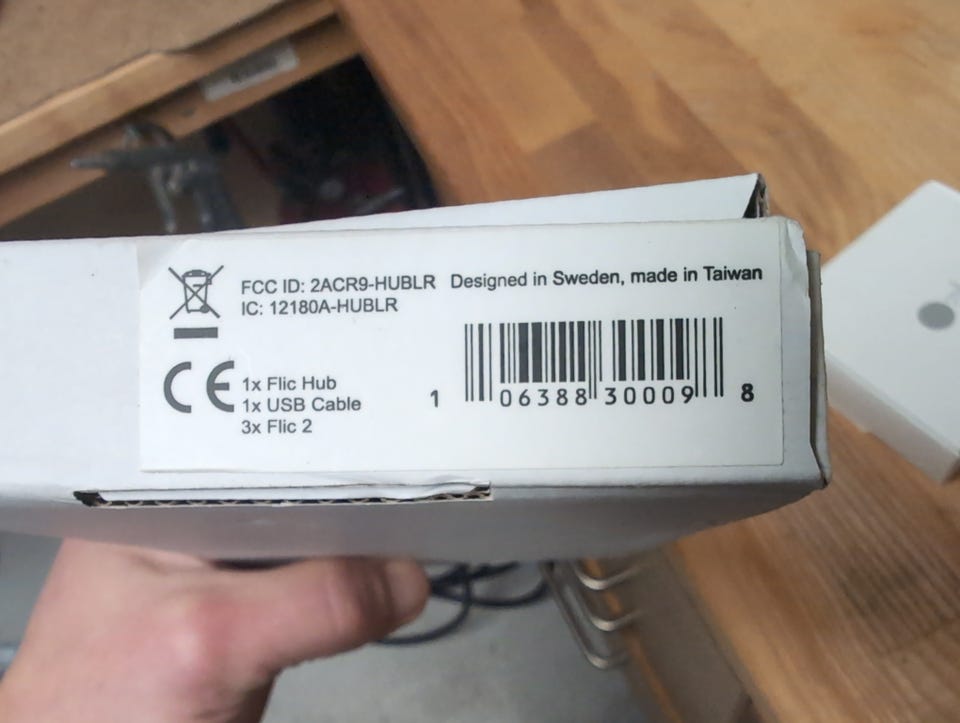 FCC ID: 2ACR9-HUBLR Designed in Sweden, made in Taiwan
IC: 12180A-HUBLR
CE
1x Flic Hub
1x USB Cable
3x Flic 2
1 06388 30009 8